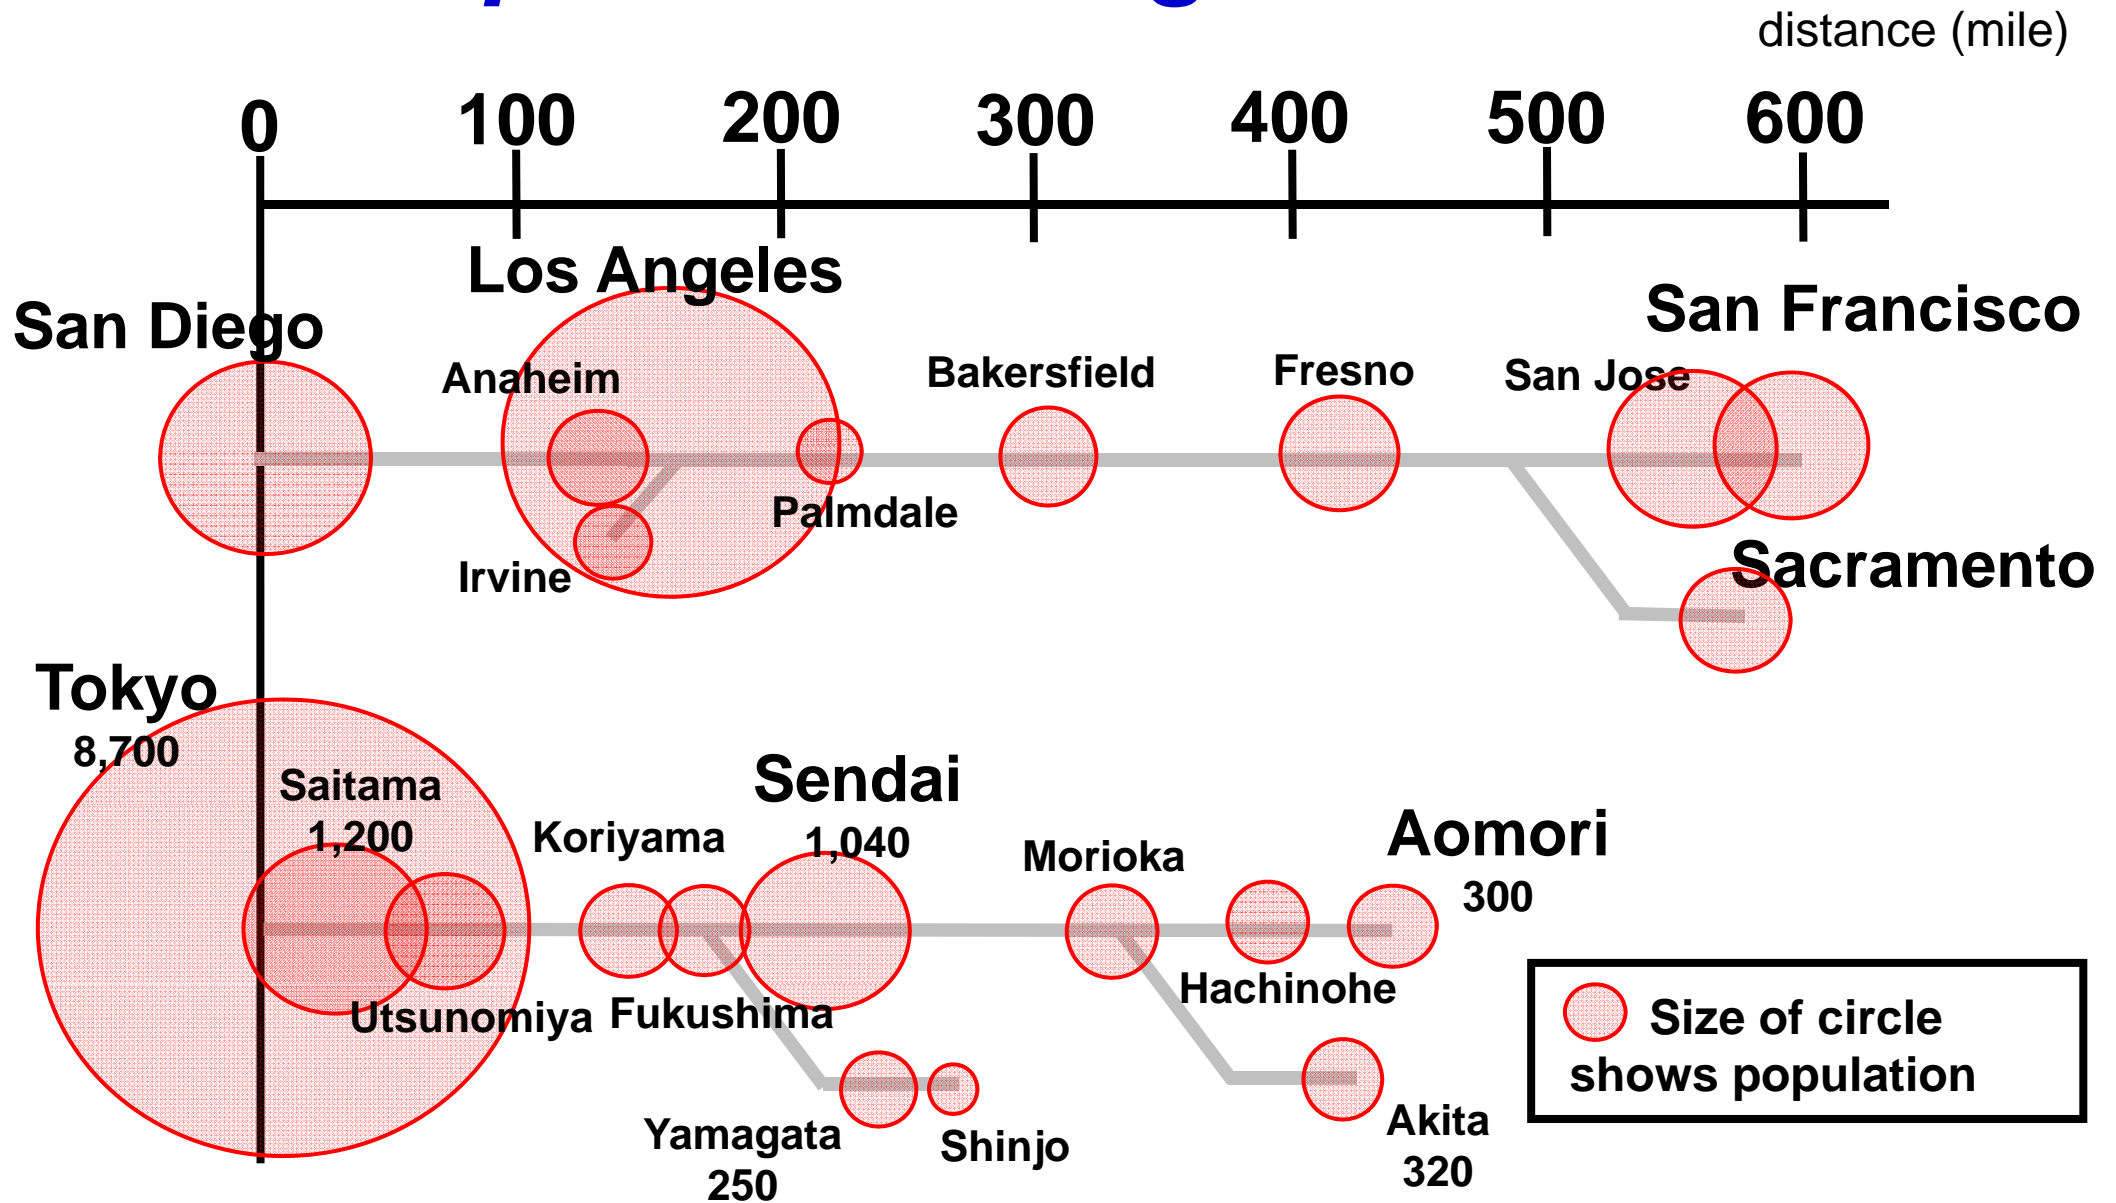 distance (mile)
0 100 200 300 400 500 600
Los Angeles
San Francisco
San Diego
Anaheim
Bakersfield
Fresno
San Jose
Palmdale
Irvine
Sacramento
Tokyo
8,700
Saitama
1,200
Sendai
1,040
Koriyama
Morioka
Aomori
300
Utsunomiya
Fukushima
Hachinohe
Size of circle
shows population
Yamagata
250
Shinjo
Akita
320